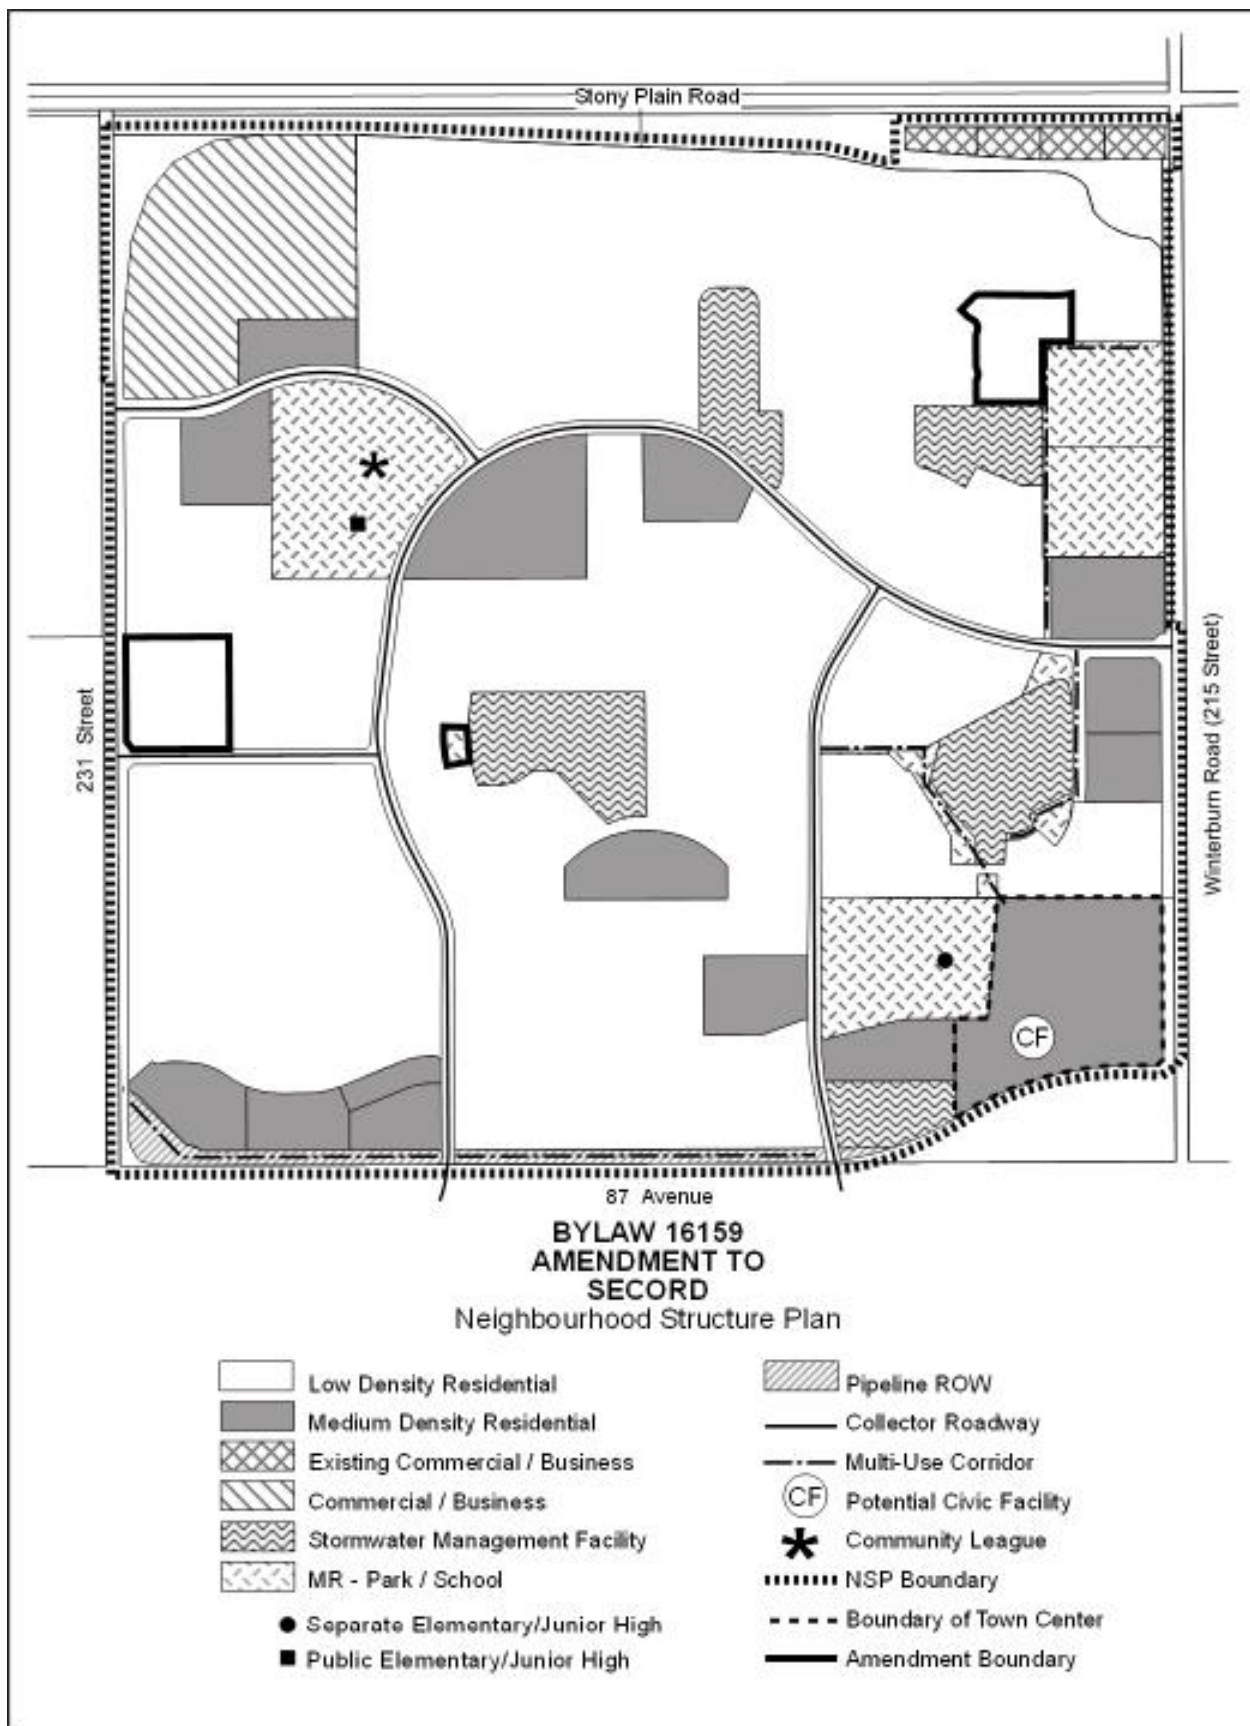 Stony Plain Road
231 Street
Winterburn Road (215 Street)
CF
87 Avenue
BYLAW 16159
AMENDMENT TO
SECORD
Neighbourhood Structure Plan
Low Density Residential
Medium Density Residential
Existing Commercial / Business
Commercial / Business
Stormwater Management Facility
MR - Park / School
Separate Elementary/Junior High
Public Elementary/Junior High
Pipeline ROW
Collector Roadway
Multi-Use Corridor
CF Potential Civic Facility
Community League
NSP Boundary
Boundary of Town Center
Amendment Boundary